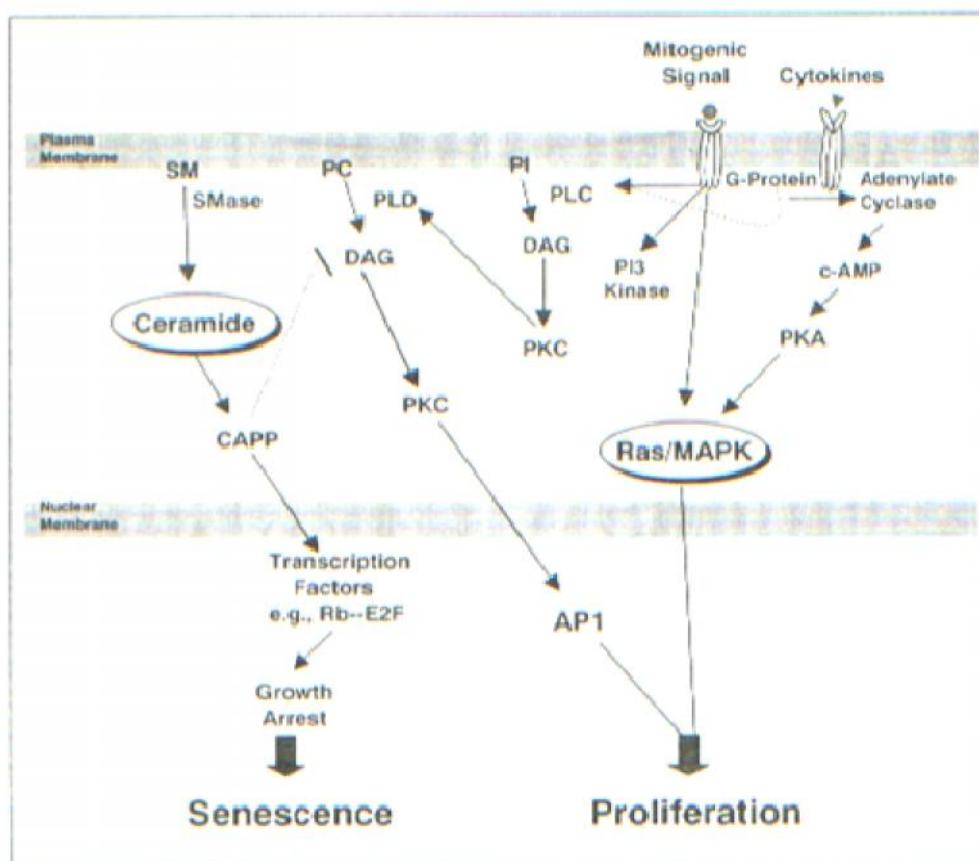 Mitogenic
Signal
Cytokines
Plasma
Membrane
SM
SMase
PC
PLD
PI
PLC
G-Protein
Adenylate
Cyclase
DAG
DAG
PI3
Kinase
c-AMP
Ceramide
PKC
PKA
PKC
CAPP
Ras/MAPK
Nuclear
Membrane
Transcription
Factors
e.g., Rb--E2F
AP1
Growth
Arrest
Senescence
Proliferation